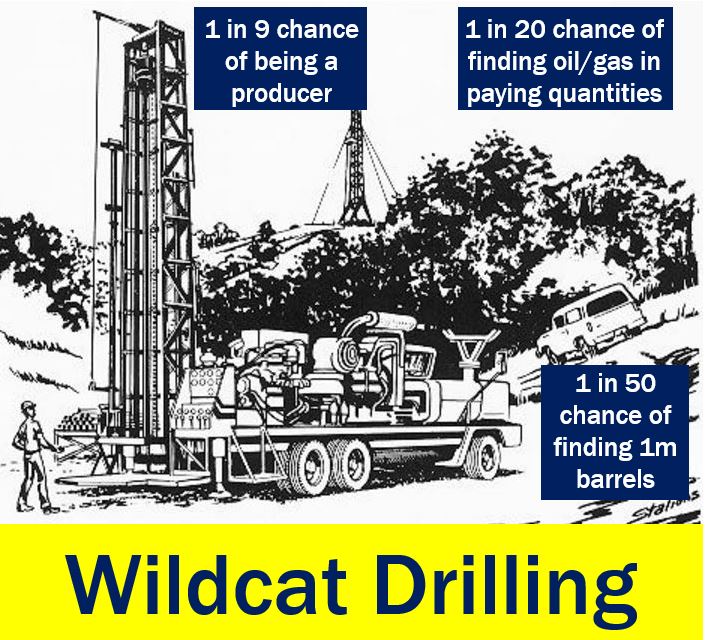 1 in 9 chance
of being a
producer
1 in 20 chance of
finding oil/gas in
paying quantities
1 in 50
chance of
finding 1m
barrels
Stations
Wildcat Drilling